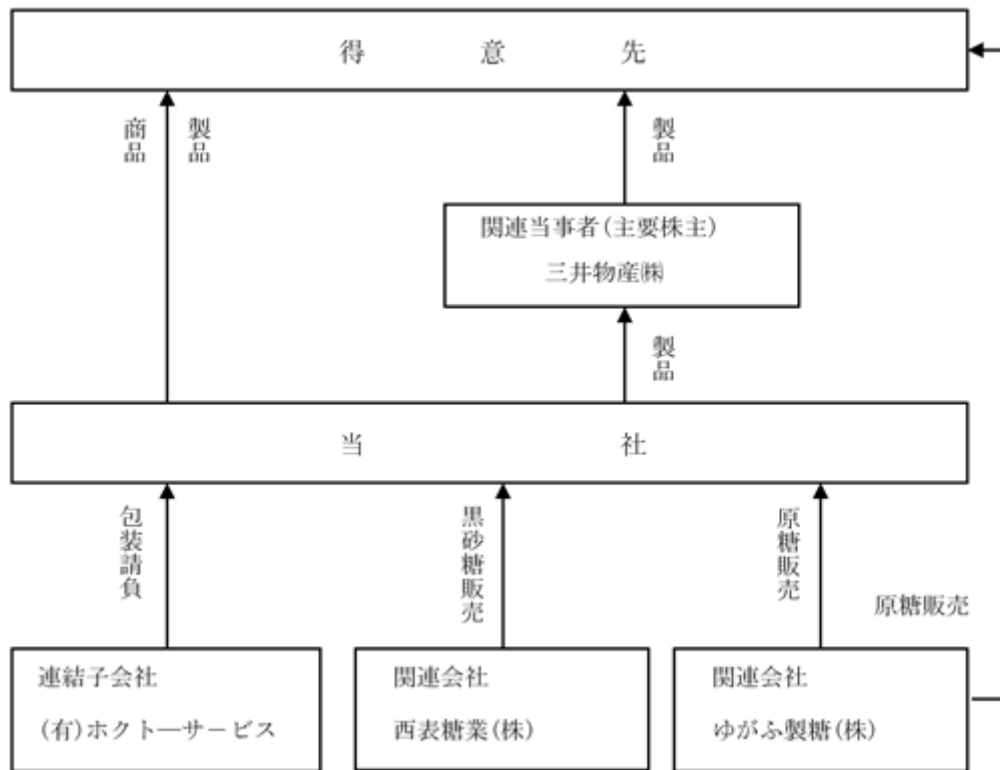 得意先
商品
製品
製品
関連当事者(主要株主)
三井物産㈱
製品
当社
包装請負
黒砂糖販売
原糖販売
原糖販売
連結子会社
(有)ホクト―サービス
関連会社
西表糖業(株)
関連会社
ゆがふ製糖(株)